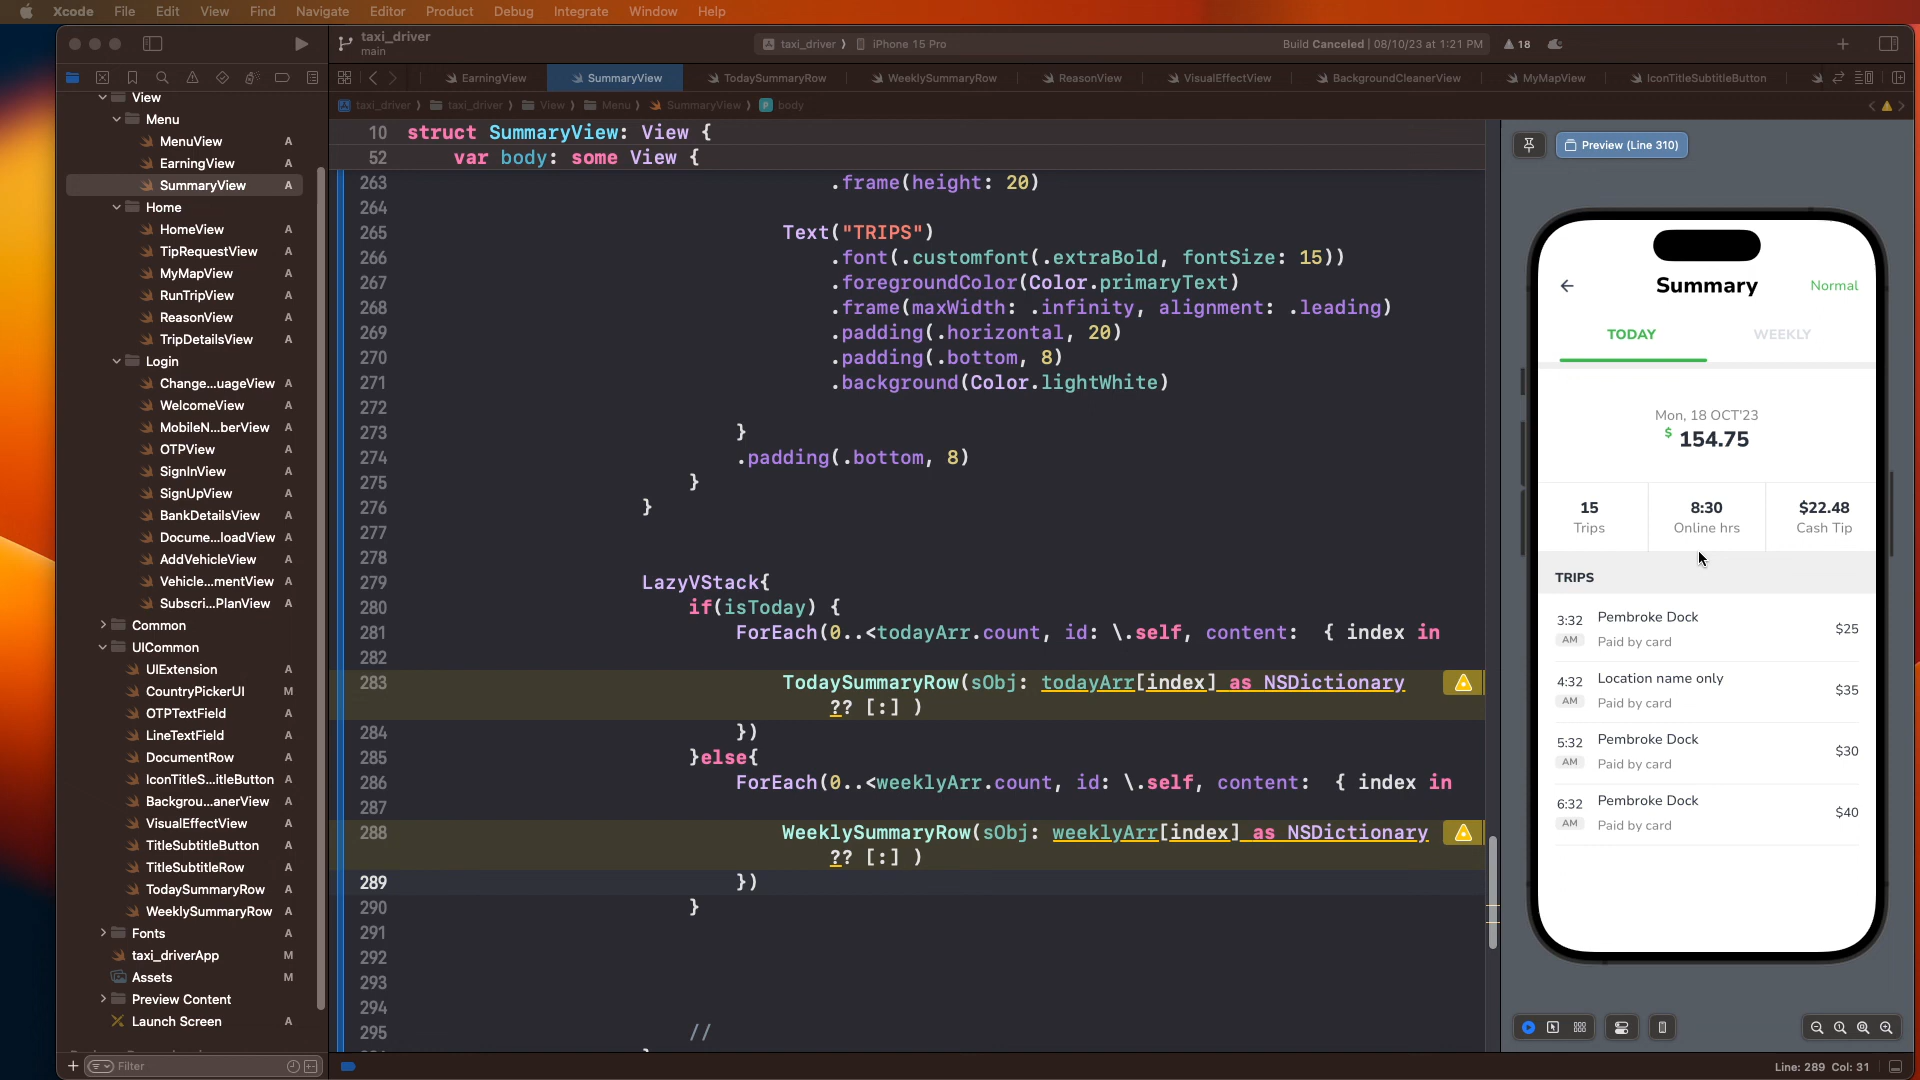 Xcode File Edit View Find Navigate Editor Product Debug Integrate Window Help
taxi_driver
main
taxi_driver ⟩ iPhone 15 Pro
Build Canceled | 08/10/23 at 1:21 PM
18
EarningView SummaryView TodaySummaryRow WeeklySummaryRow ReasonView VisualEffectView BackgroundCleanerView MyMapView IconTitleSubtitleButton
taxi_driver ⟩ taxi_driver ⟩ View ⟩ Menu ⟩ SummaryView ⟩ P body
View
Menu
MenuView A
EarningView A
SummaryView A
Home
HomeView A
TipRequestView A
MyMapView A
RunTripView A
ReasonView A
TripDetailsView A
Login
Change...uageView A
WelcomeView A
MobileN...berView A
OTPView A
SignInView A
SignUpView A
BankDetailsView A
Docume...loadView A
AddVehicleView A
Vehicle...mentView A
Subscri...PlanView A
Common
UICommon
UIExtension A
CountryPickerUI M
OTPTextField A
LineTextField A
DocumentRow A
IconTitleS...itleButton A
Backgrou...anerView A
VisualEffectView A
TitleSubtitleButton A
TitleSubtitleRow A
TodaySummaryRow A
WeeklySummaryRow A
Fonts A
taxi_driverApp M
Assets M
Preview Content
Launch Screen A
Filter
10 struct SummaryView: View {
52 var body: some View {
263 .frame(height: 20)
264
265 Text("TRIPS")
266 .font(.customfont(.extraBold, fontSize: 15))
267 .foregroundColor(Color.primaryText)
268 .frame(maxWidth: .infinity, alignment: .leading)
269 .padding(.horizontal, 20)
270 .padding(.bottom, 8)
271 .background(Color.lightWhite)
272
273 }
274 .padding(.bottom, 8)
275 }
276 }
277
278
279 LazyVStack{
280 if(isToday) {
281 ForEach(0..<todayArr.count, id: \.self, content: { index in
282
283 TodaySummaryRow(sObj: todayArr[index] as NSDictionary
?? [:] )
284 })
285 }else{
286 ForEach(0..<weeklyArr.count, id: \.self, content: { index in
287
288 WeeklySummaryRow(sObj: weeklyArr[index] as NSDictionary
?? [:] )
289 })
290 }
291
292
293
294
295 //
Preview (Line 310)
Summary
Normal
TODAY WEEKLY
Mon, 18 OCT'23
$ 154.75
15 8:30 $22.48
Trips Online hrs Cash Tip
TRIPS
3:32 Pembroke Dock $25
AM Paid by card
4:32 Location name only $35
AM Paid by card
5:32 Pembroke Dock $30
AM Paid by card
6:32 Pembroke Dock $40
AM Paid by card
Line: 289 Col: 31